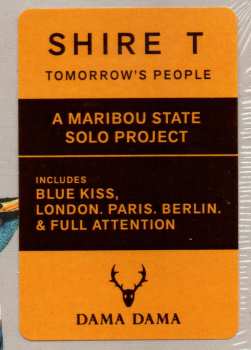 SHIRE T
TOMORROW'S PEOPLE
A MARIBOU STATE
SOLO PROJECT
INCLUDES
BLUE KISS,
LONDON. PARIS. BERLIN.
& FULL ATTENTION
DAMA DAMA